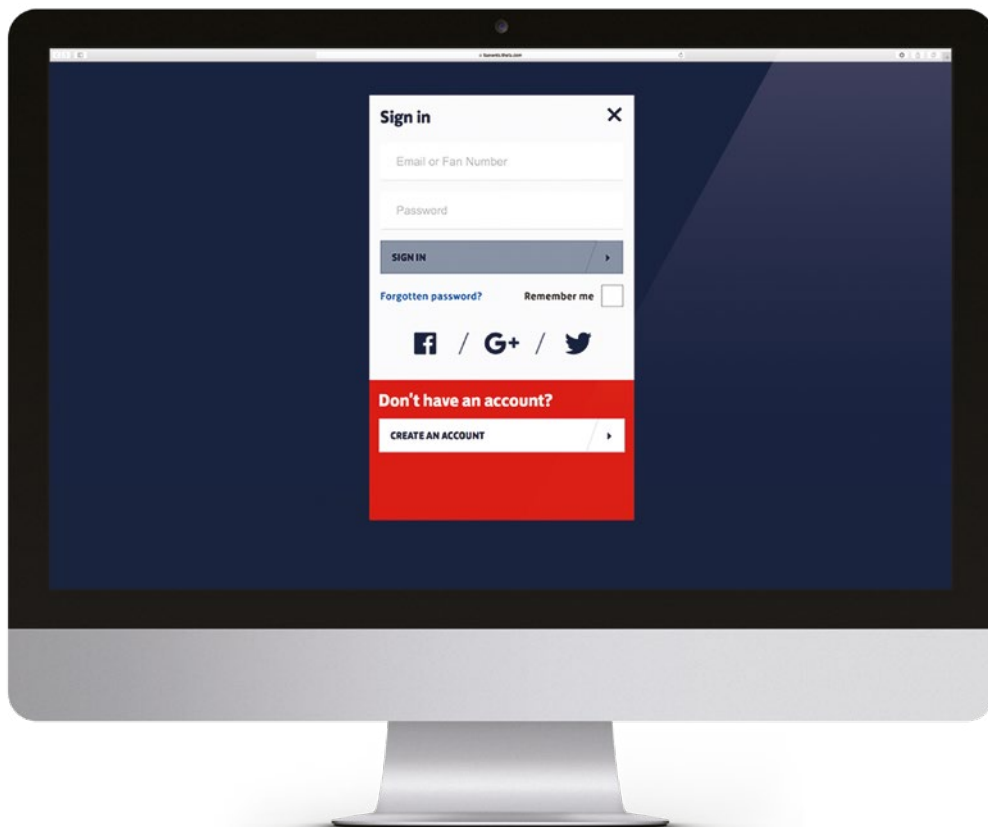 Sign in
Email or Fan Number
Password
SIGN IN
Forgotten password? Remember me
G+
Don't have an account?
CREATE AN ACCOUNT